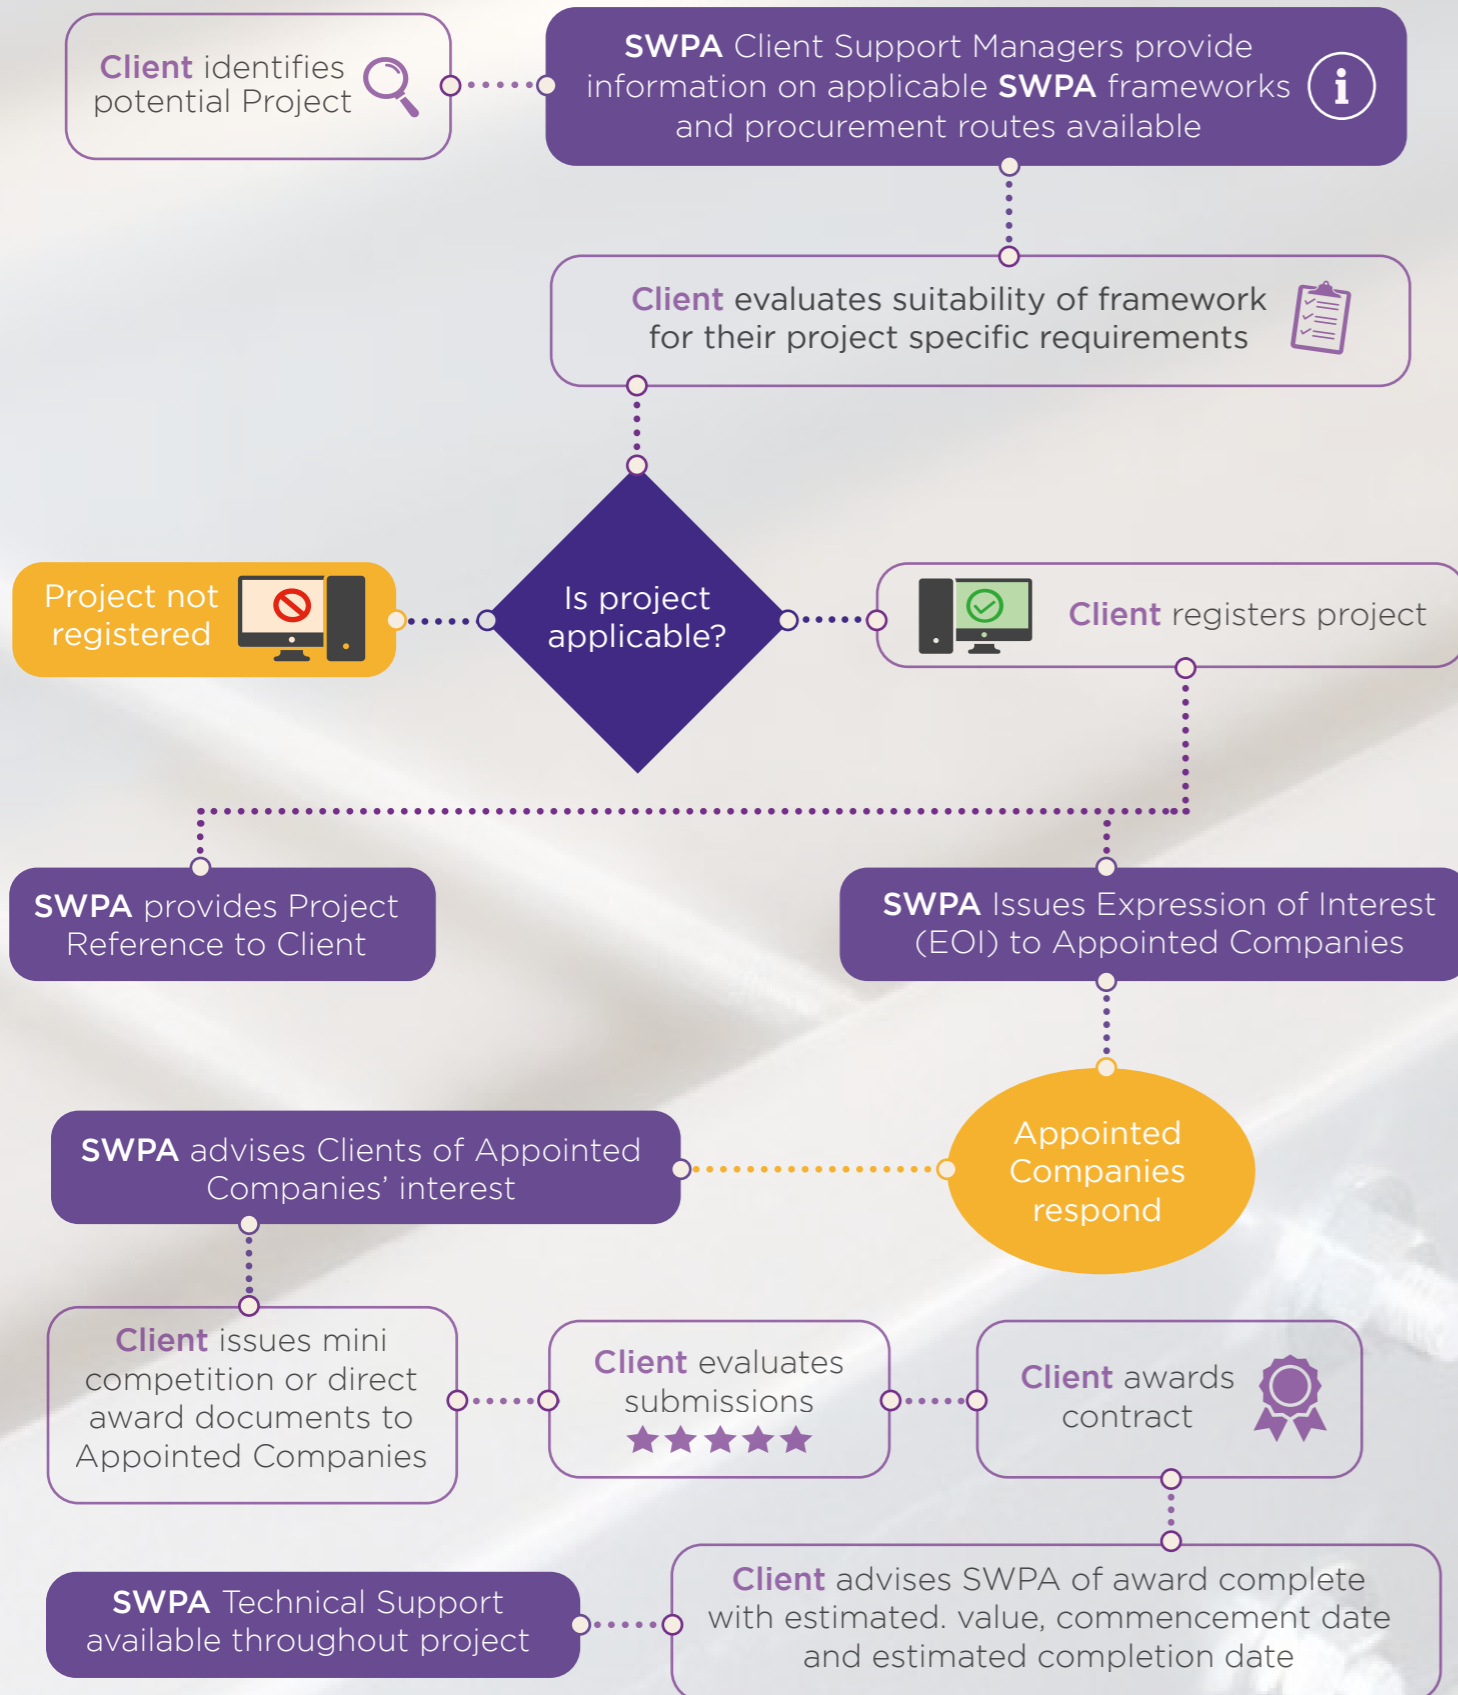 Client identifies
potential Project
SWPA Client Support Managers provide
information on applicable SWPA frameworks
and procurement routes available
i
Client evaluates suitability of framework
for their project specific requirements
Project not
registered
Is project
applicable?
Client registers project
SWPA provides Project
Reference to Client
SWPA Issues Expression of Interest
(EOI) to Appointed Companies
SWPA advises Clients of Appointed
Companies’ interest
Appointed
Companies
respond
Client issues mini
competition or direct
award documents to
Appointed Companies
Client evaluates
submissions
Client awards
contract
SWPA Technical Support
available throughout project
Client advises SWPA of award complete
with estimated. value, commencement date
and estimated completion date